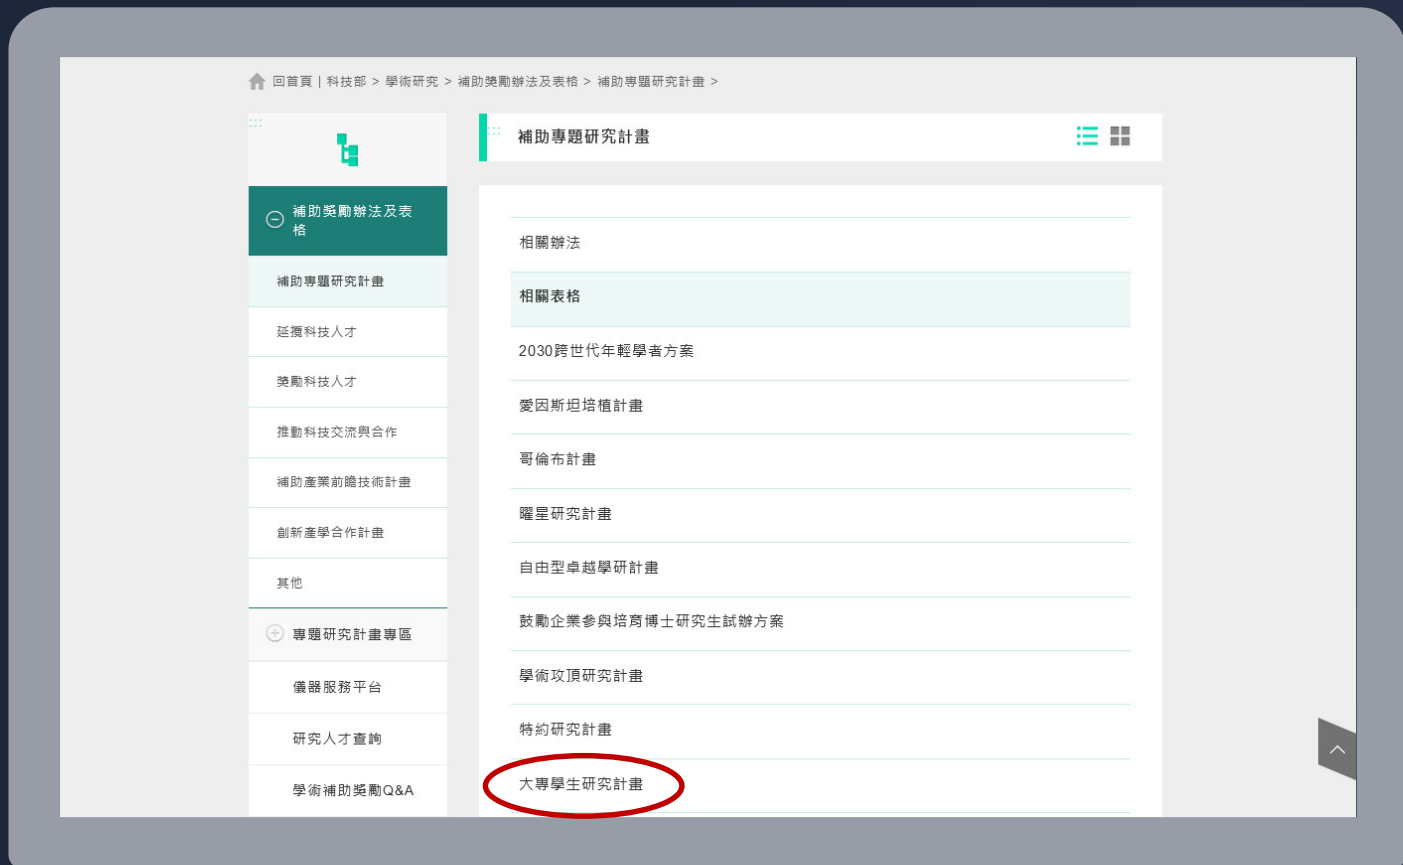 回首頁 | 科技部 > 學術研究 > 補助獎勵辦法及表格 > 補助專題研究計畫 >
補助獎勵辦法及表
格
補助專題研究計畫
延攬科技人才
獎勵科技人才
推動科技交流與合作
補助產業前瞻技術計畫
創新產學合作計畫
其他
專題研究計畫專區
儀器服務平台
研究人才查詢
學術補助獎勵Q&A
補助專題研究計畫
相關辦法
相關表格
2030跨世代年輕學者方案
愛因斯坦培植計畫
哥倫布計畫
曜星研究計畫
自由型卓越學研計畫
鼓勵企業參與培育博士研究生試辦方案
學術攻頂研究計畫
特約研究計畫
大專學生研究計畫